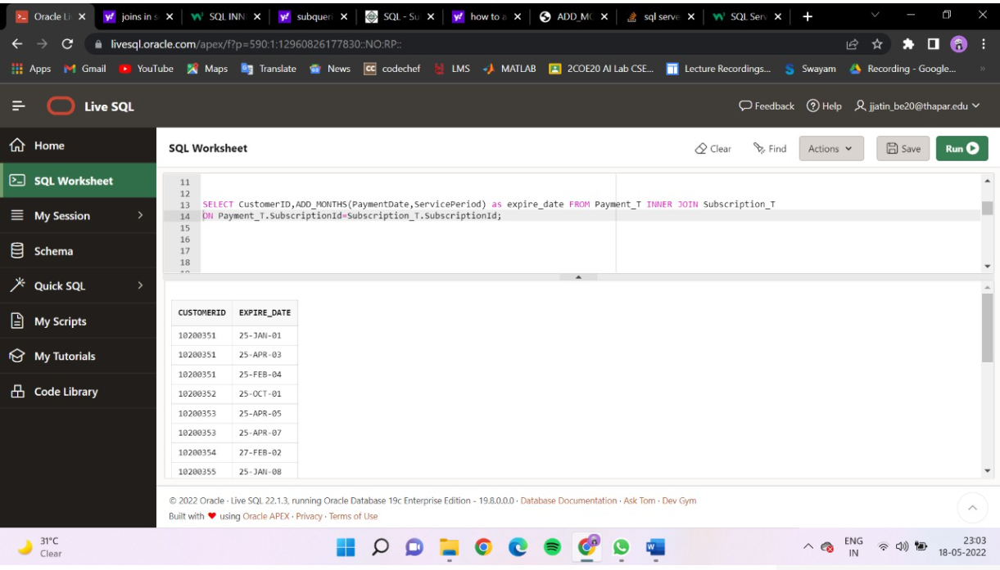 Oracle Li joins in s SQL INN subqueri SQL - Su how to a ADD_MO sql serve SQL Serv
livesql.oracle.com/apex/f?p=590:1:12960826177830::NO:RP::
Apps Gmail YouTube Maps Translate News codechef LMS MATLAB 2COE20 AI Lab CSE... Lecture Recordings... Swayam Recording - Google... »
Live SQL Feedback Help jjatin_be20@thapar.edu
Home
SQL Worksheet
My Session
Schema
Quick SQL
My Scripts
My Tutorials
Code Library
SQL Worksheet Clear Find Actions Save Run
11
12
13 SELECT CustomerID,ADD_MONTHS(PaymentDate,ServicePeriod) as expire_date FROM Payment_T INNER JOIN Subscription_T
14 ON Payment_T.SubscriptionId=Subscription_T.SubscriptionId;
15
16
17
18
CUSTOMERID EXPIRE_DATE
10200351 25-JAN-01
10200351 25-APR-03
10200351 25-FEB-04
10200352 25-OCT-01
10200353 25-APR-05
10200353 25-APR-07
10200354 27-FEB-02
10200355 25-JAN-08
© 2022 Oracle · Live SQL 22.1.3, running Oracle Database 19c Enterprise Edition - 19.8.0.0.0 · Database Documentation · Ask Tom · Dev Gym
Built with ♥ using Oracle APEX · Privacy · Terms of Use
31°C
Clear
ENG
IN
23:03
18-05-2022